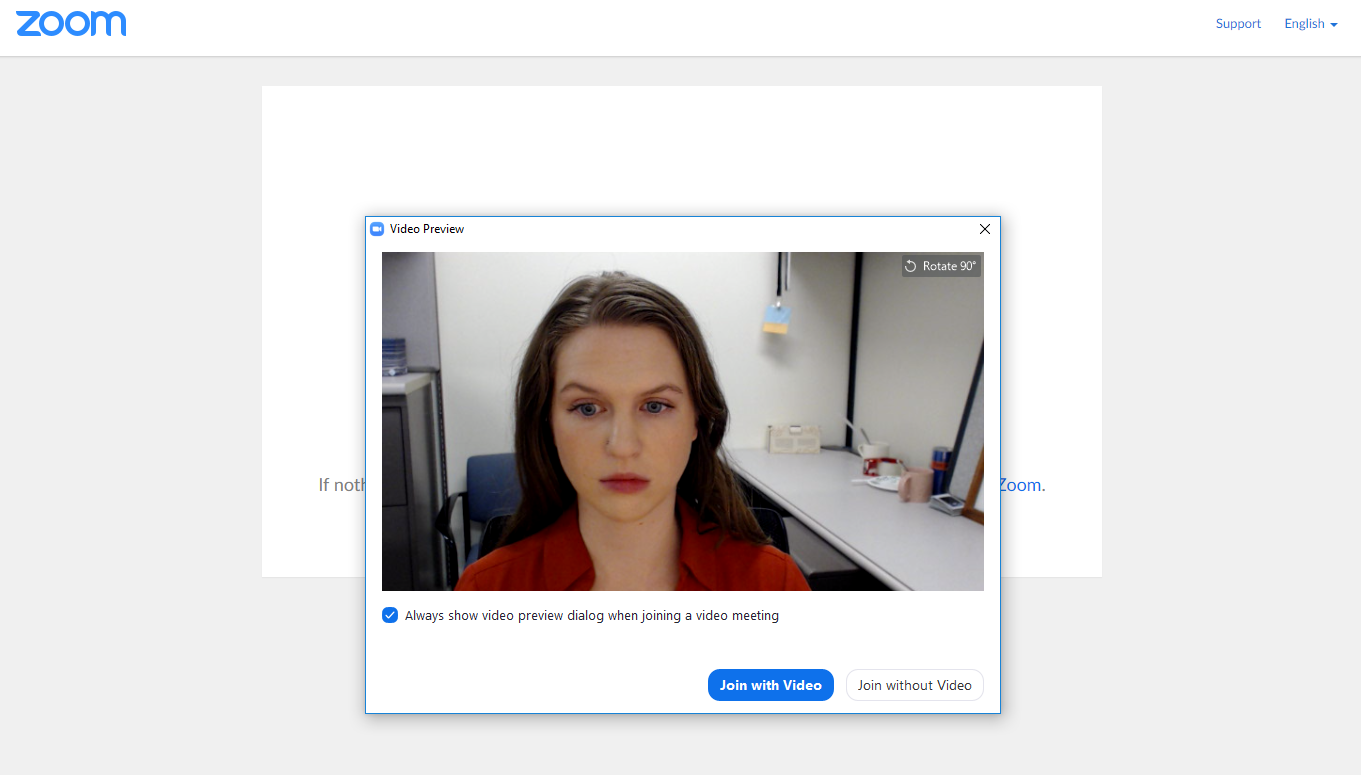 zoom
Support English
Video Preview
Rotate 90°
If noth
Zoom.
Always show video preview dialog when joining a video meeting
Join with Video Join without Video